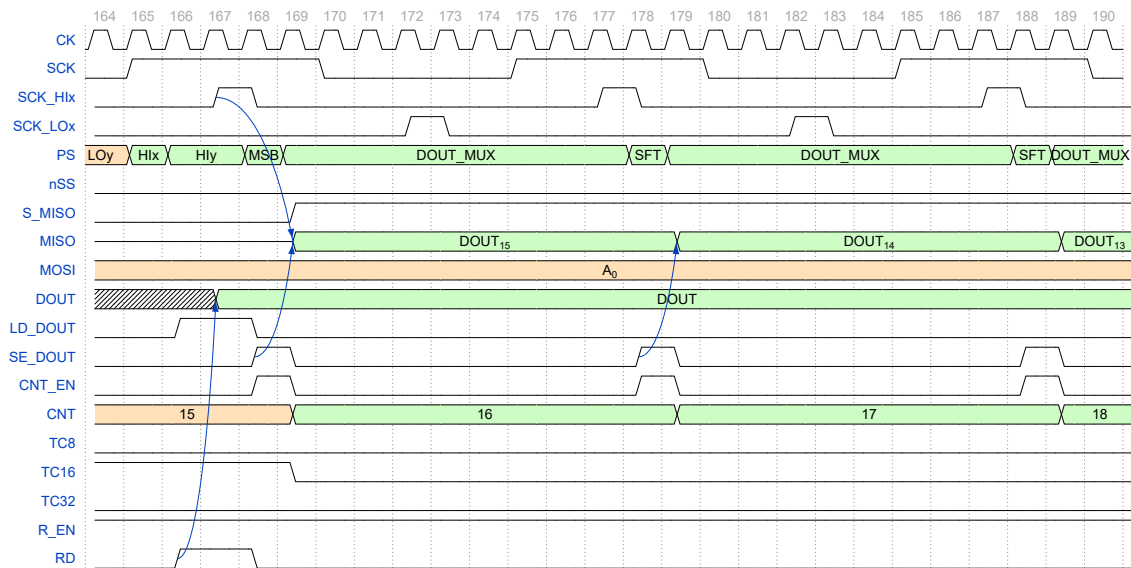 164 165 166 167 168 169 170 171 172 173 174 175 176 177 178 179 180 181 182 183 184 185 186 187 188 189 190
CK
SCK
SCK_HIx
SCK_LOx
PS LOy HIx HIy MSB DOUT_MUX SFT DOUT_MUX SFT DOUT_MUX
nSS
S_MISO
MISO DOUT₁₅ DOUT₁₄ DOUT₁₃
MOSI A₀
DOUT DOUT
LD_DOUT
SE_DOUT
CNT_EN
CNT 15 16 17 18
TC8
TC16
TC32
R_EN
RD